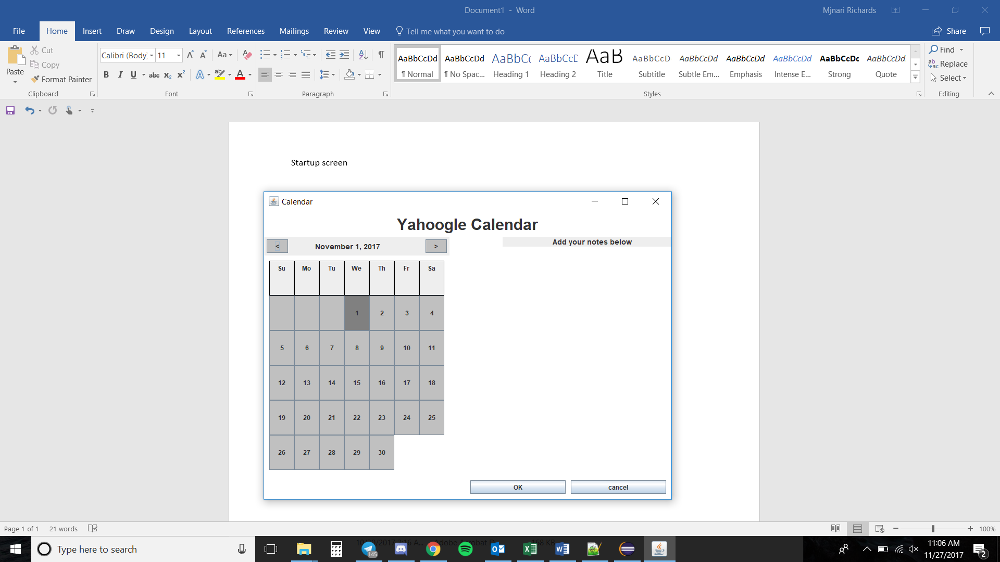 Document1 - Word
Mjnari Richards
File Home Insert Draw Design Layout References Mailings Review View Tell me what you want to do
Share
Paste
Cut
Copy
Format Painter
Clipboard
Calibri (Body) 11
Font
Paragraph
AaBbCcDd AaBbCcDd AaBbCc AaBbCcD AaB AaBbCcD AaBbCcDd AaBbCcDd AaBbCcDd AaBbCcDc AaBbCcDd
¶ Normal ¶ No Spac... Heading 1 Heading 2 Title Subtitle Subtle Em... Emphasis Intense E... Strong Quote
Styles
Find
Replace
Select
Editing
Startup screen
Calendar
Yahoogle Calendar
< November 1, 2017 >
Add your notes below
Su Mo Tu We Th Fr Sa
1 2 3 4
5 6 7 8 9 10 11
12 13 14 15 16 17 18
19 20 21 22 23 24 25
26 27 28 29 30
OK cancel
Page 1 of 1 21 words
100%
Type here to search
145
11:06 AM
11/27/2017
2